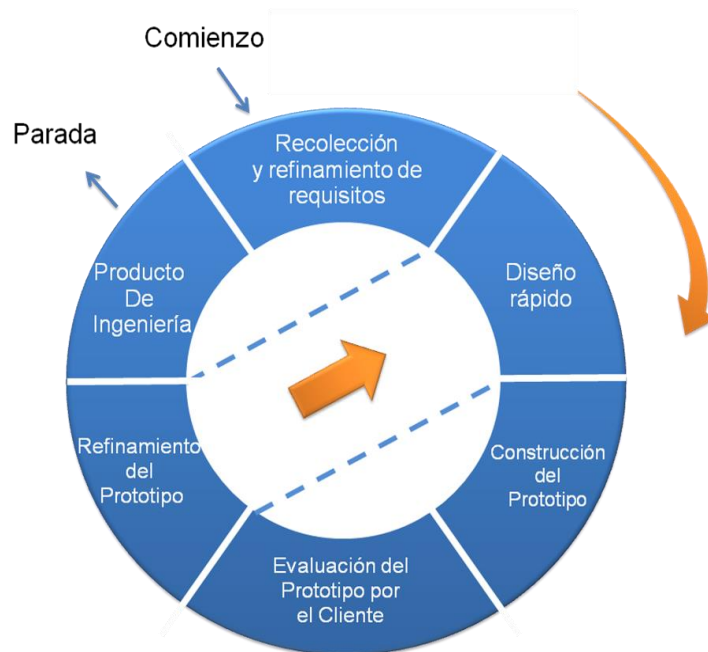 Comienzo
Parada
Recolección
y refinamiento de
requisitos
Diseño
rápido
Construcción
del
Prototipo
Evaluación del
Prototipo por
el Cliente
Refinamiento
del
Prototipo
Producto
De
Ingeniería